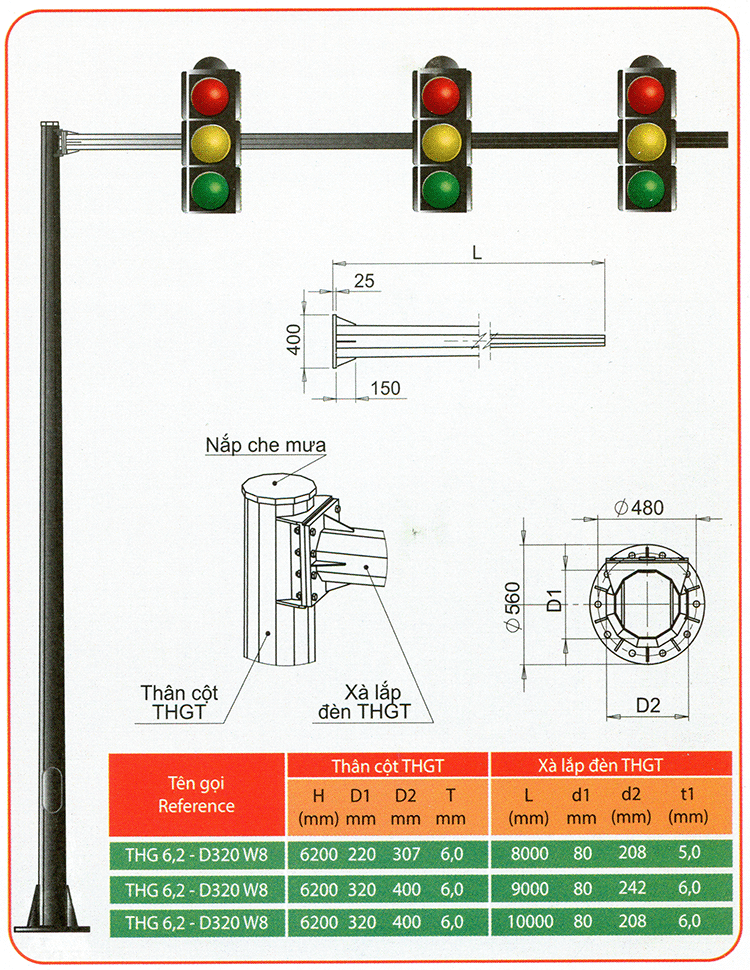 L
25
400
150
Nắp che mưa
Ø480
Ø560
D1
D2
Thân cột
THGT
Xà lắp
đèn THGT
Tên gọi
Reference
Thân cột THGT
Xà lắp đèn THGT
H D1 D2 T L d1 d2 t1
(mm) mm mm mm (mm) mm (mm) (mm)
THG 6,2 - D320 W8 6200 220 307 6,0 8000 80 208 5,0
THG 6,2 - D320 W8 6200 320 400 6,0 9000 80 242 6,0
THG 6,2 - D320 W8 6200 320 400 6,0 10000 80 208 6,0